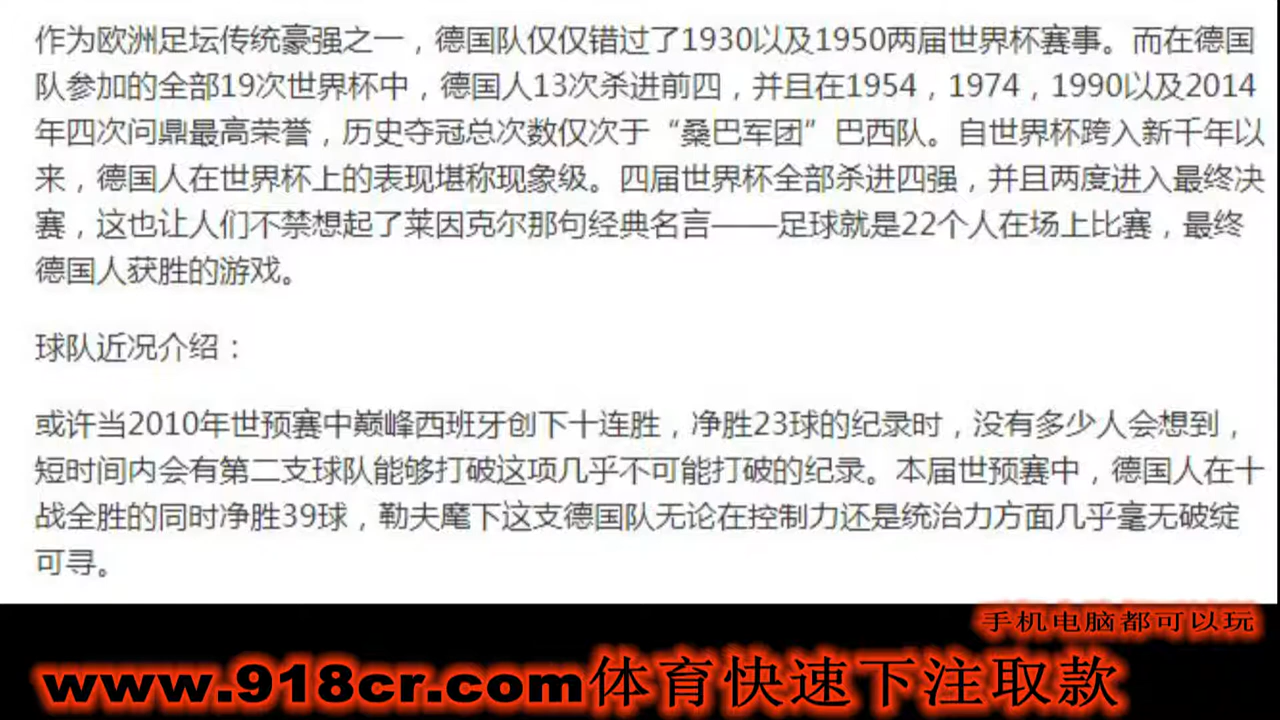 作为欧洲足坛传统豪强之一，德国队仅仅错过了1930以及1950两届世界杯赛事。而在德国
队参加的全部19次世界杯中，德国人13次杀进前四，并且在1954，1974，1990以及2014
年四次问鼎最高荣誉，历史夺冠总次数仅次于“桑巴军团”巴西队。自世界杯跨入新千年以
来，德国人在世界杯上的表现堪称现象级。四届世界杯全部杀进四强，并且两度进入最终决
赛，这也让人们不禁想起了莱因克尔那句经典名言——足球就是22个人在场上比赛，最终
德国人获胜的游戏。
球队近况介绍：
或许当2010年世预赛中巅峰西班牙创下十连胜，净胜23球的纪录时，没有多少人会想到，
短时间内会有第二支球队能够打破这项几乎不可能打破的纪录。本届世预赛中，德国人在十
战全胜的同时净胜39球，勒夫麾下这支德国队无论在控制力还是统治力方面几乎毫无破绽
可寻。
手机电脑都可以玩
www.918cr.com体育快速下注取款